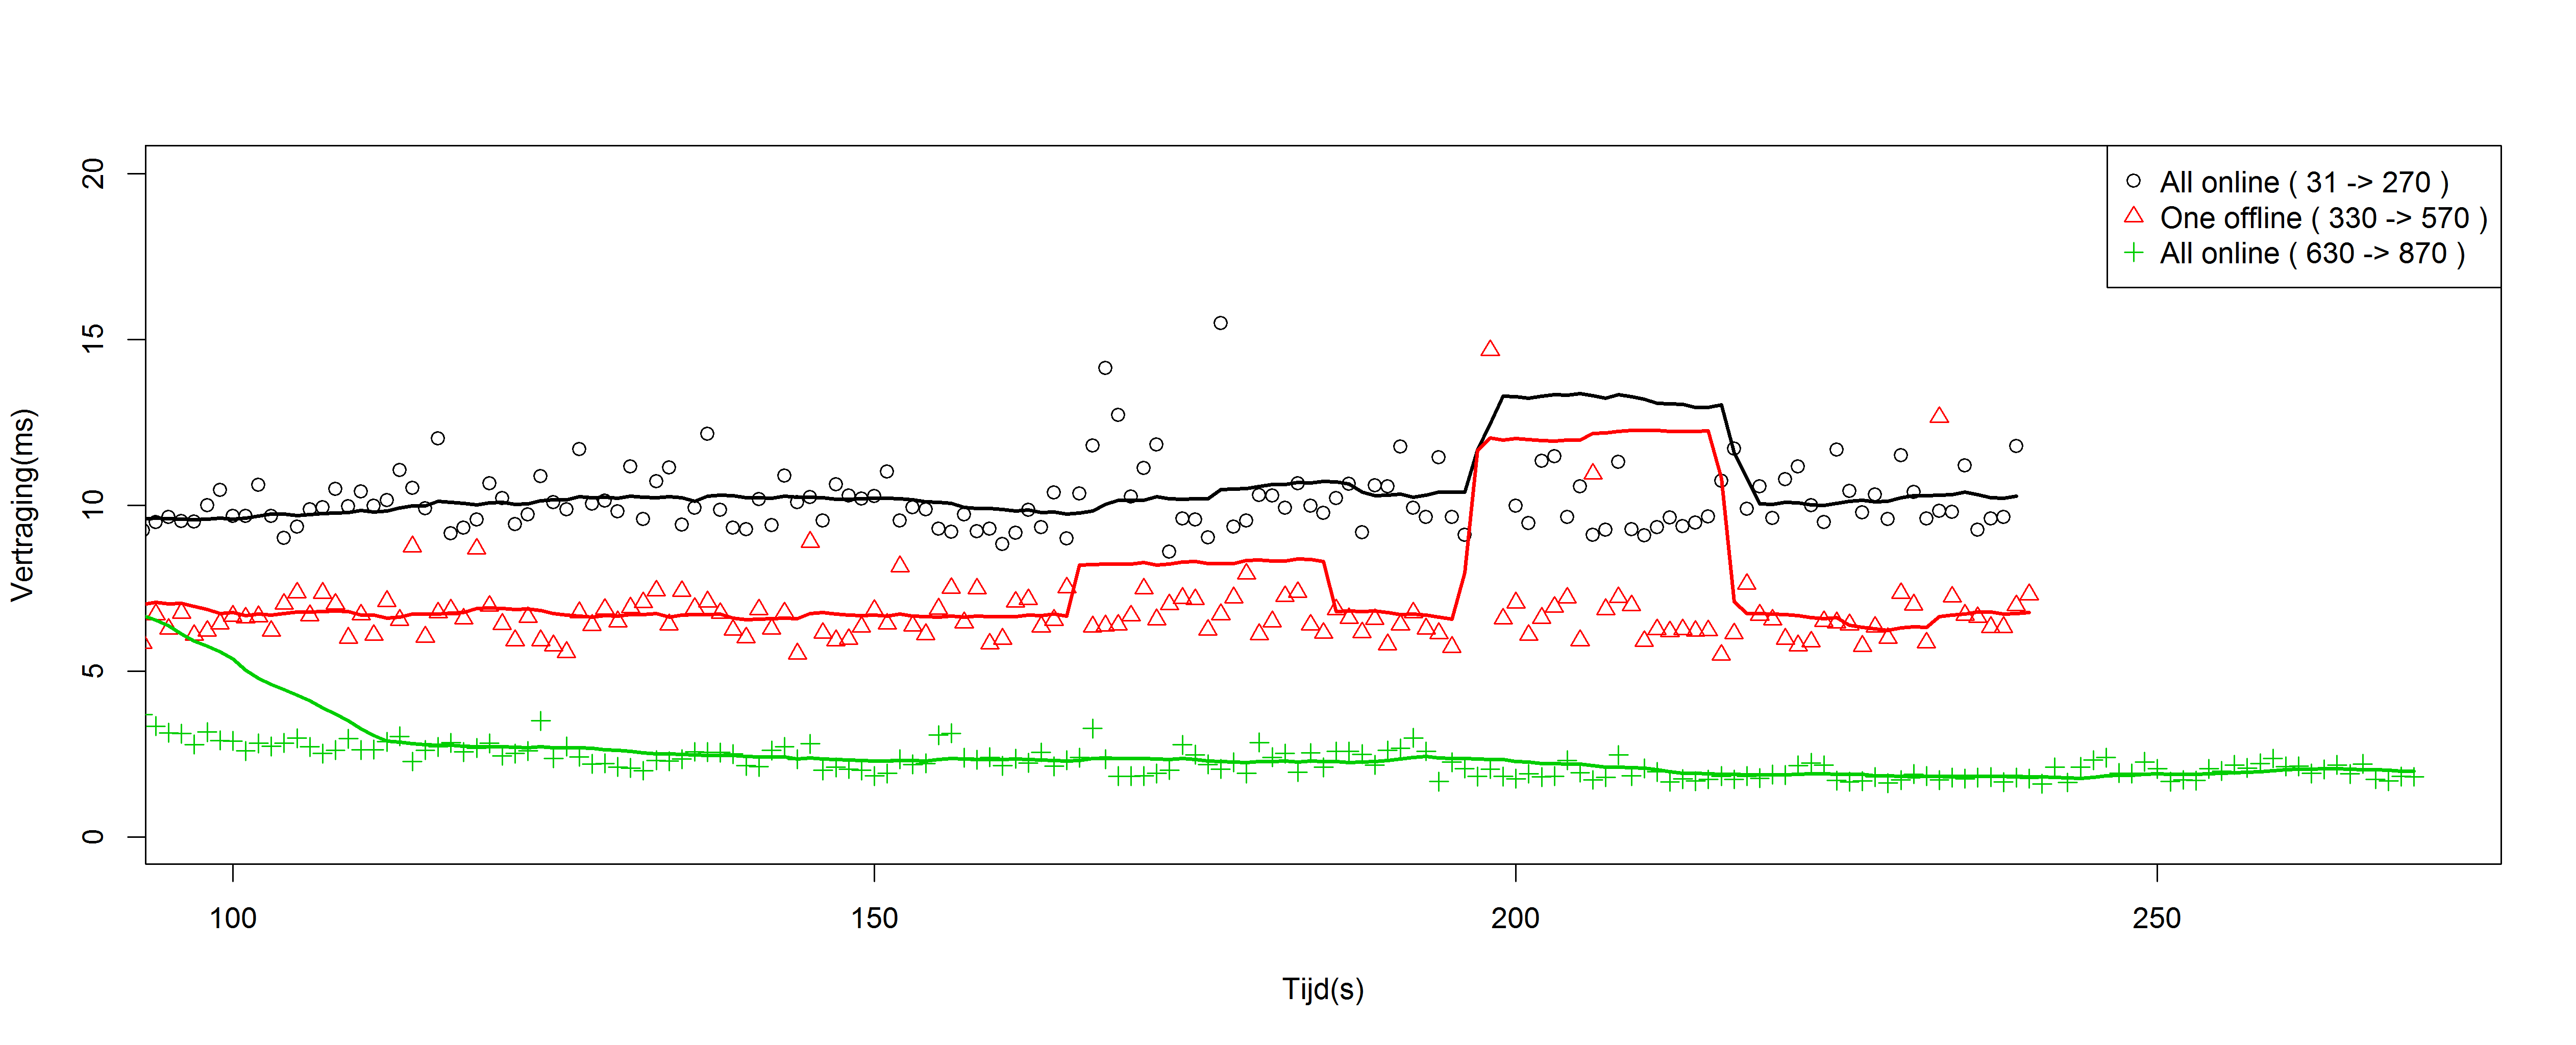 All online ( 31 -> 270 )
One offline ( 330 -> 570 )
All online ( 630 -> 870 )
Vertraging(ms)
20
15
10
5
0
100 150 200 250
Tijd(s)